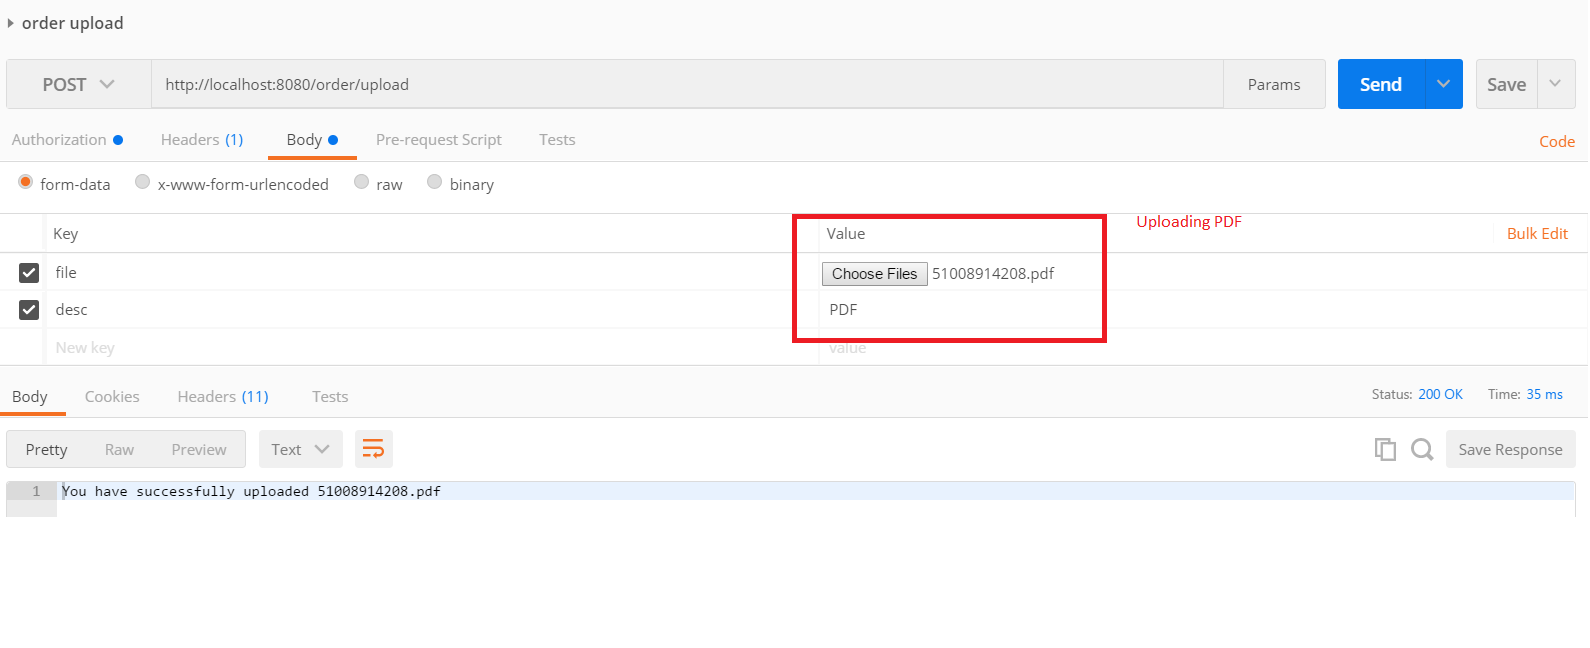 order upload
POST http://localhost:8080/order/upload Params Send Save
Authorization Headers (1) Body Pre-request Script Tests Code
form-data x-www-form-urlencoded raw binary
Uploading PDF
Key Value Bulk Edit
file Choose Files 51008914208.pdf
desc PDF
New key value
Body Cookies Headers (11) Tests Status: 200 OK Time: 35 ms
Pretty Raw Preview Text Save Response
1 You have successfully uploaded 51008914208.pdf